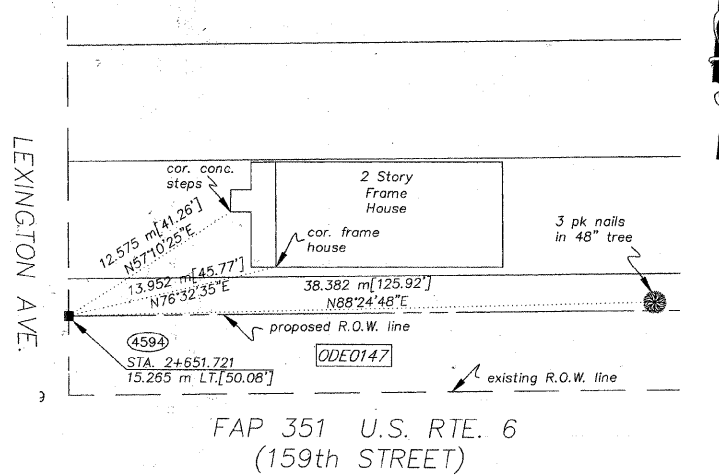 LEXINGTON AVE.
cor. conc.
steps
2 Story
Frame
House
12.575 m[41.26']
N57°10'25"E
cor. frame
house
3 pk nails
in 48" tree
13.952 m[45.77']
N76°32'35"E
38.382 m[125.92']
N88°24'48"E
proposed R.O.W. line
4594
STA. 2+651.721
15.265 m LT.[50.08']
ODE0147
existing R.O.W. line
FAP 351 U.S. RTE. 6
(159th STREET)